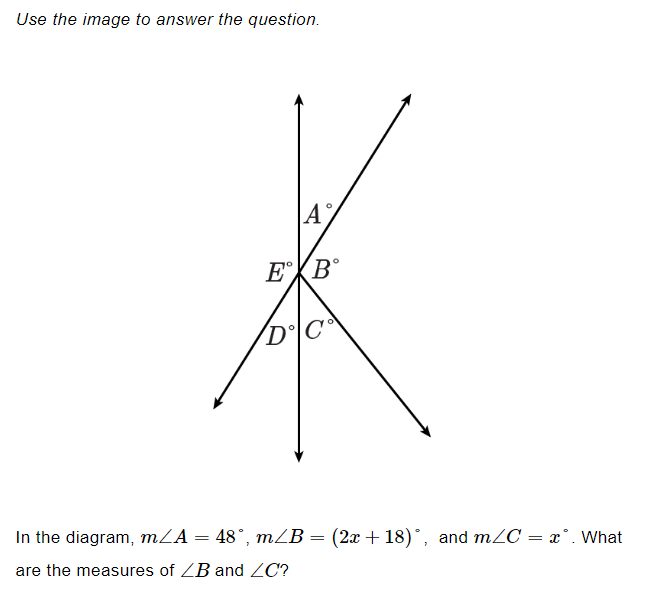 Use the image to answer the question.
A°
E° B°
D° C°
In the diagram, m∠A = 48°, m∠B = (2x + 18)°, and m∠C = x°. What
are the measures of ∠B and ∠C?